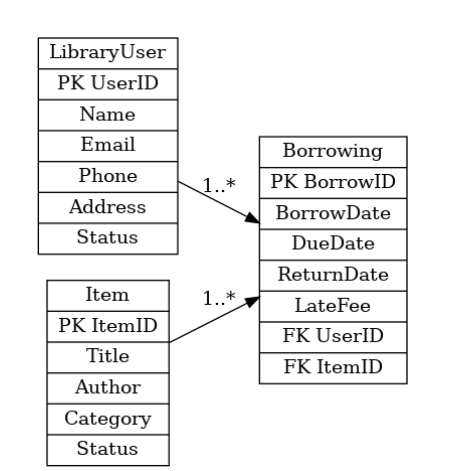 LibraryUser
PK UserID
Name
Email
Phone
Address
Status
1..*
Item
PK ItemID
Title
Author
Category
Status
1..*
Borrowing
PK BorrowID
BorrowDate
DueDate
ReturnDate
LateFee
FK UserID
FK ItemID